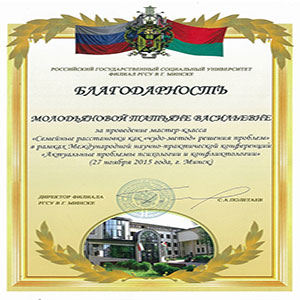 РОССИЙСКИЙ ГОСУДАРСТВЕННЫЙ СОЦИАЛЬНЫЙ УНИВЕРСИТЕТ
ФИЛИАЛ РГСУ В Г. МИНСКЕ
БЛАГОДАРНОСТЬ
МОЛОДЬЯНОВОЙ ТАТЬЯНЕ ВАСИЛЬЕВНЕ
за проведение мастер-класса
«Семейные расстановки как «чудо-метод» решения проблем»
в рамках Международной научно-практической конференции
«Актуальные проблемы психологии и конфликтологии»
(27 ноября 2015 года, г. Минск)
ДИРЕКТОР ФИЛИАЛА
РГСУ В Г. МИНСКЕ
С.А.ПОЛЕТАЕВ